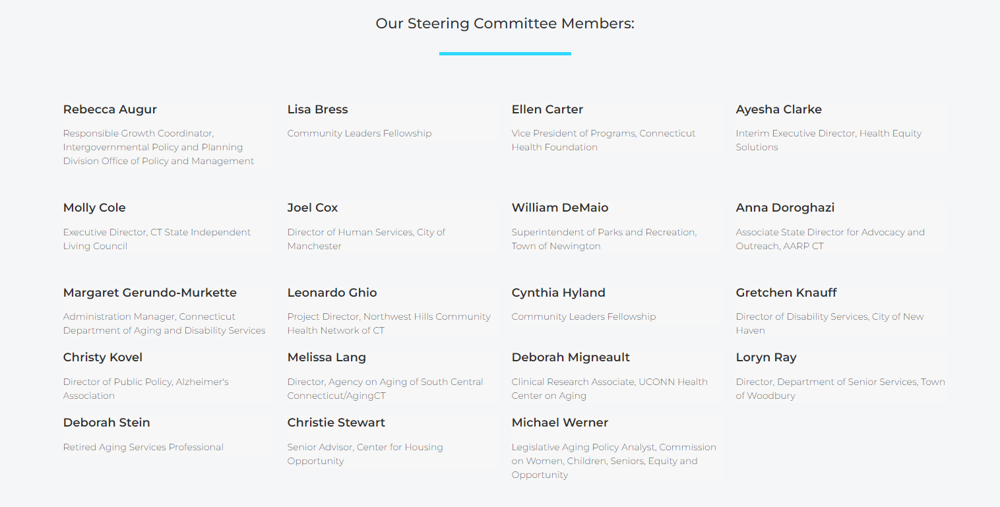 Our Steering Committee Members:
Rebecca Augur
Responsible Growth Coordinator,
Intergovernmental Policy and Planning
Division Office of Policy and Management
Lisa Bress
Community Leaders Fellowship
Ellen Carter
Vice President of Programs, Connecticut
Health Foundation
Ayesha Clarke
Interim Executive Director, Health Equity
Solutions
Molly Cole
Executive Director, CT State Independent
Living Council
Joel Cox
Director of Human Services, City of
Manchester
William DeMaio
Superintendent of Parks and Recreation,
Town of Newington
Anna Doroghazi
Associate State Director for Advocacy and
Outreach, AARP CT
Margaret Gerundo-Murkette
Administration Manager, Connecticut
Department of Aging and Disability Services
Leonardo Ghio
Project Director, Northwest Hills Community
Health Network of CT
Cynthia Hyland
Community Leaders Fellowship
Gretchen Knauff
Director of Disability Services, City of New
Haven
Christy Kovel
Director of Public Policy, Alzheimer's
Association
Melissa Lang
Director, Agency on Aging of South Central
Connecticut/AgingCT
Deborah Migneault
Clinical Research Associate, UCONN Health
Center on Aging
Loryn Ray
Director, Department of Senior Services, Town
of Woodbury
Deborah Stein
Retired Aging Services Professional
Christie Stewart
Senior Advisor, Center for Housing
Opportunity
Michael Werner
Legislative Aging Policy Analyst, Commission
on Women, Children, Seniors, Equity and
Opportunity